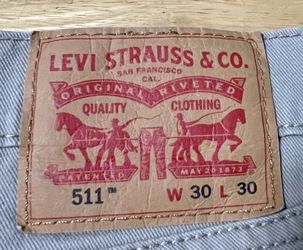 LEVI STRAUSS & CO.
SAN FRANCISCO
CAL.
ORIGINAL RIVETED
QUALITY CLOTHING
PATENTED MAY 20 1873
511™ W 30 L 30